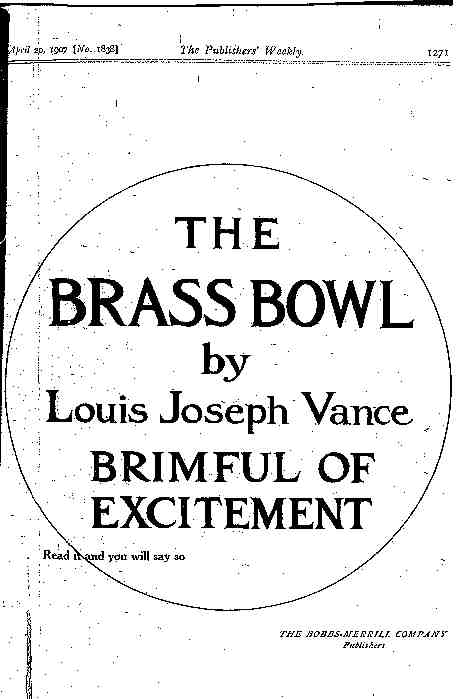 April 20, 1907 [No. 1838] The Publishers' Weekly. 1271
THE
BRASS BOWL
by
Louis Joseph Vance
BRIMFUL OF
EXCITEMENT
Read it and you will say so
THE BOBBS-MERRILL COMPANY
Publishers